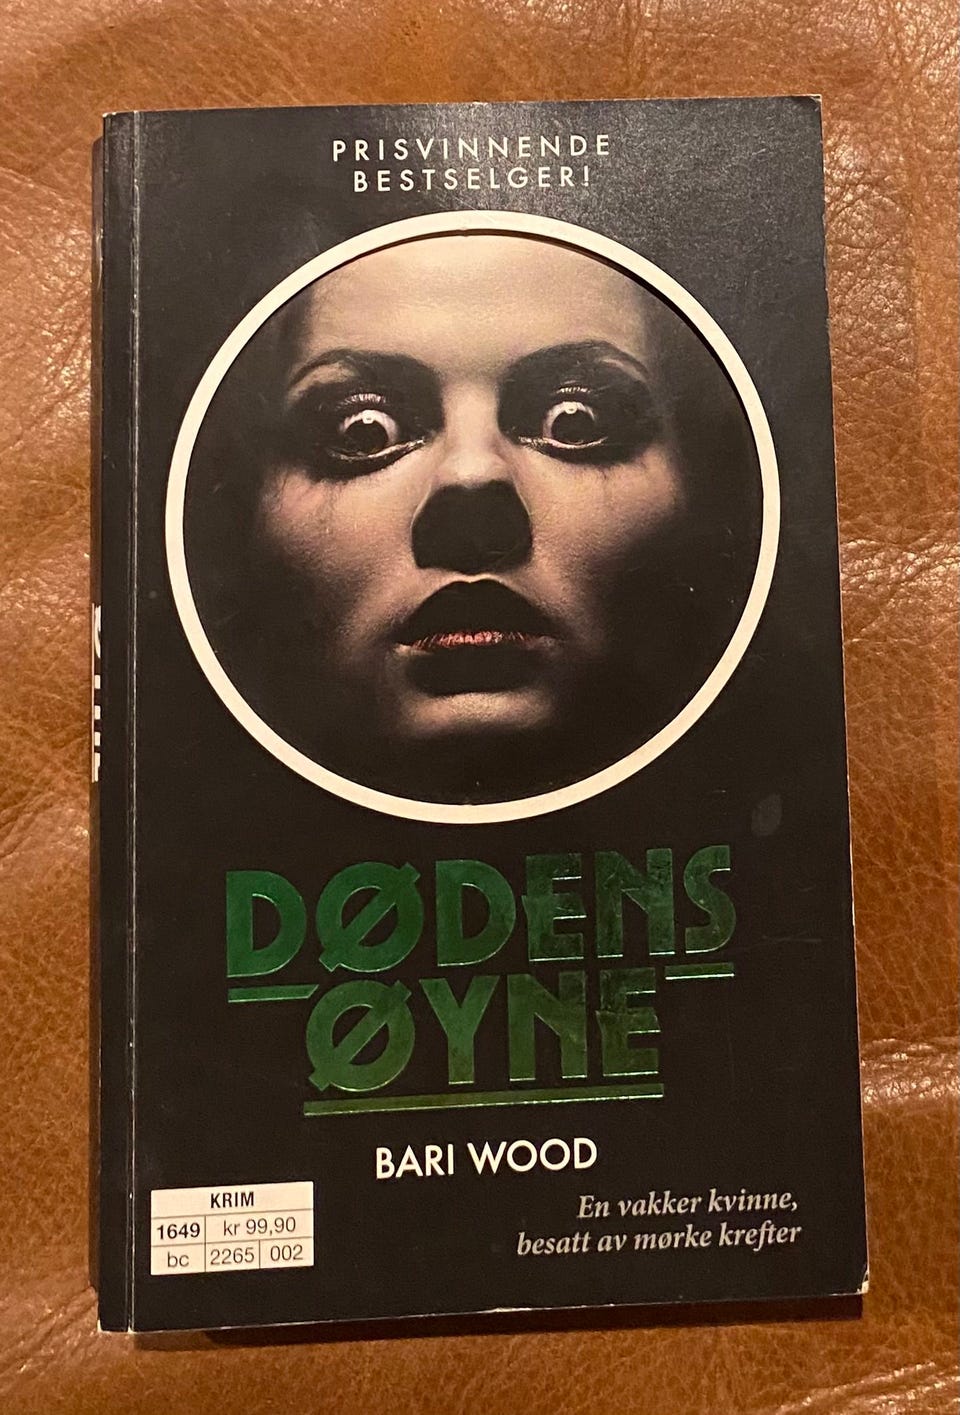 PRISVINNENDE
BESTSELGER!
DØDENS
ØYNE
BARI WOOD
En vakker kvinne,
besatt av mørke krefter
KRIM
1649 kr 99,90
bc 2265 002